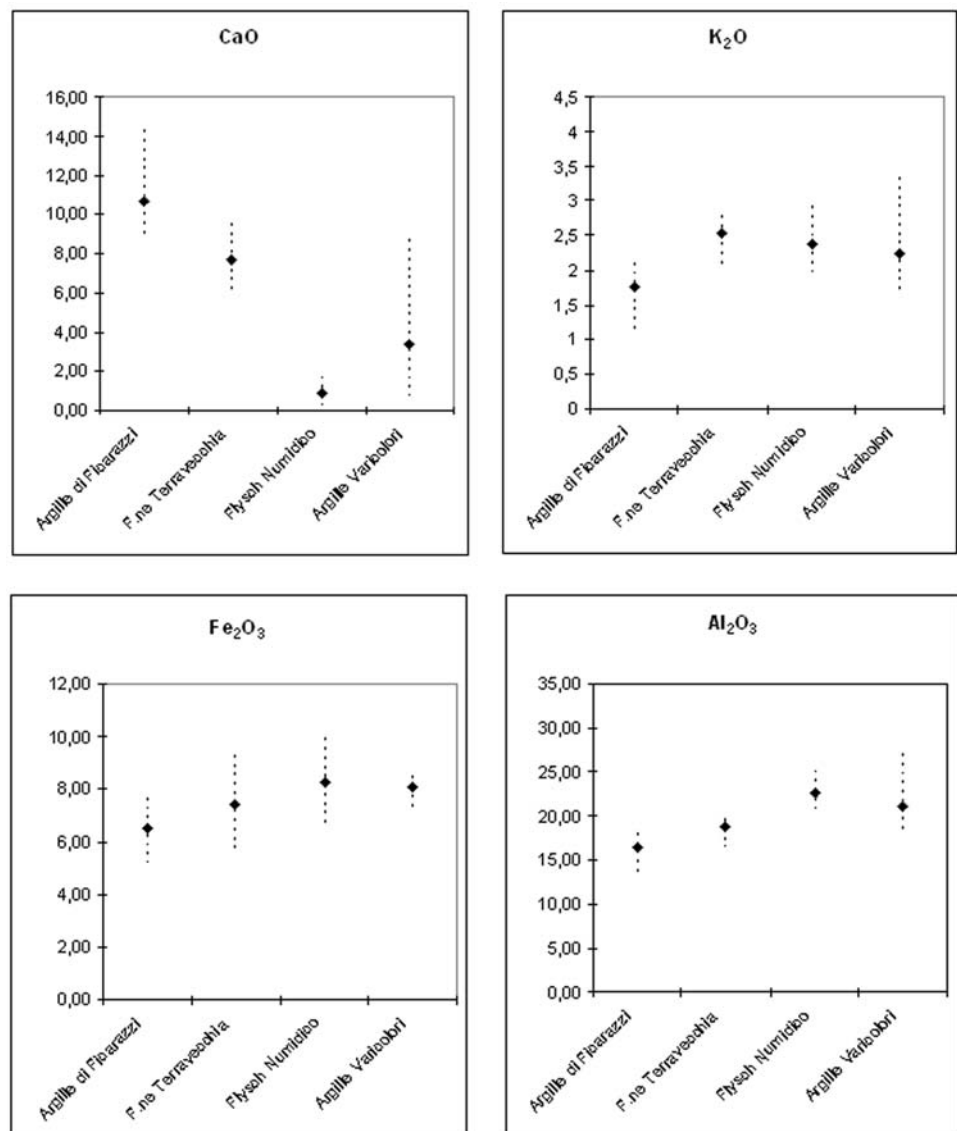 CaO
16,00
14,00
12,00
10,00
8,00
6,00
4,00
2,00
0,00
Argille di Ficarazzi
F.ne Terravecchia
Flysch Numidico
Argille Varicolori
K₂O
4,5
4
3,5
3
2,5
2
1,5
1
0,5
0
Argille di Ficarazzi
F.ne Terravecchia
Flysch Numidico
Argille Varicolori
Fe₂O₃
12,00
10,00
8,00
6,00
4,00
2,00
0,00
Argille di Ficarazzi
F.ne Terravecchia
Flysch Numidico
Argille Varicolori
Al₂O₃
35,00
30,00
25,00
20,00
15,00
10,00
5,00
0,00
Argille di Ficarazzi
F.ne Terravecchia
Flysch Numidico
Argille Varicolori